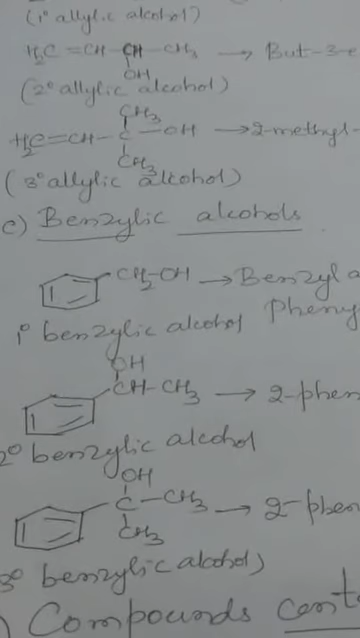 (1° allylic alcohol)
H₂C=CH-CH-CH₃ → But-3-e
OH
(2° allylic alcohol)
CH₃
H₂C=CH-C-OH → 2-methyl-
CH₃
(3° allylic alcohol)
c) Benzylic alcohols
CH₂-OH → Benzyl a
Pheny
1° benzylic alcohol
OH
CH-CH₃ → 2-phen
2° benzylic alcohol
OH
C-CH₃ → 2-phen
CH₃
3° benzylic alcohol)
) Compounds cont